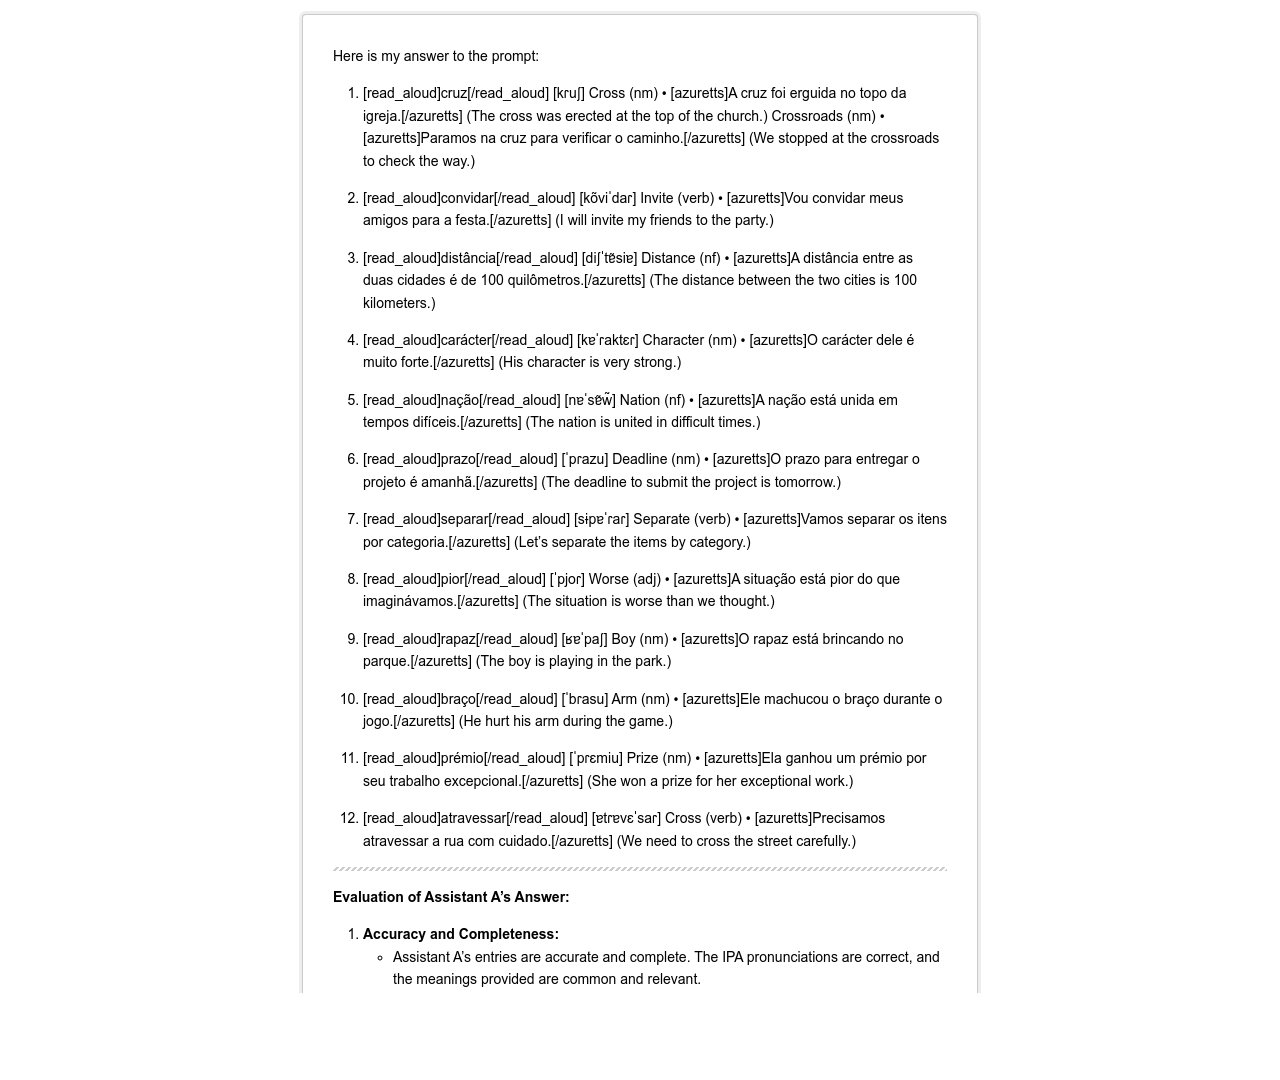 Here is my answer to the prompt:
1. [read_aloud]cruz[/read_aloud] [kɾuʃ] Cross (nm) • [azuretts]A cruz foi erguida no topo da
igreja.[/azuretts] (The cross was erected at the top of the church.) Crossroads (nm) •
[azuretts]Paramos na cruz para verificar o caminho.[/azuretts] (We stopped at the crossroads
to check the way.)
2. [read_aloud]convidar[/read_aloud] [kõviˈdaɾ] Invite (verb) • [azuretts]Vou convidar meus
amigos para a festa.[/azuretts] (I will invite my friends to the party.)
3. [read_aloud]distância[/read_aloud] [diʃˈtɐ̃siɐ] Distance (nf) • [azuretts]A distância entre as
duas cidades é de 100 quilômetros.[/azuretts] (The distance between the two cities is 100
kilometers.)
4. [read_aloud]carácter[/read_aloud] [kɐˈɾaktɛɾ] Character (nm) • [azuretts]O carácter dele é
muito forte.[/azuretts] (His character is very strong.)
5. [read_aloud]nação[/read_aloud] [nɐˈsɐ̃w̃] Nation (nf) • [azuretts]A nação está unida em
tempos difíceis.[/azuretts] (The nation is united in difficult times.)
6. [read_aloud]prazo[/read_aloud] [ˈpɾazu] Deadline (nm) • [azuretts]O prazo para entregar o
projeto é amanhã.[/azuretts] (The deadline to submit the project is tomorrow.)
7. [read_aloud]separar[/read_aloud] [sɨpɐˈɾaɾ] Separate (verb) • [azuretts]Vamos separar os itens
por categoria.[/azuretts] (Let’s separate the items by category.)
8. [read_aloud]pior[/read_aloud] [ˈpjoɾ] Worse (adj) • [azuretts]A situação está pior do que
imaginávamos.[/azuretts] (The situation is worse than we thought.)
9. [read_aloud]rapaz[/read_aloud] [ʁɐˈpaʃ] Boy (nm) • [azuretts]O rapaz está brincando no
parque.[/azuretts] (The boy is playing in the park.)
10. [read_aloud]braço[/read_aloud] [ˈbɾasu] Arm (nm) • [azuretts]Ele machucou o braço durante o
jogo.[/azuretts] (He hurt his arm during the game.)
11. [read_aloud]prémio[/read_aloud] [ˈpɾɛmiu] Prize (nm) • [azuretts]Ela ganhou um prémio por
seu trabalho excepcional.[/azuretts] (She won a prize for her exceptional work.)
12. [read_aloud]atravessar[/read_aloud] [ɐtɾɐvɛˈsaɾ] Cross (verb) • [azuretts]Precisamos
atravessar a rua com cuidado.[/azuretts] (We need to cross the street carefully.)
Evaluation of Assistant A’s Answer:
1. Accuracy and Completeness:
◦ Assistant A’s entries are accurate and complete. The IPA pronunciations are correct, and
the meanings provided are common and relevant.